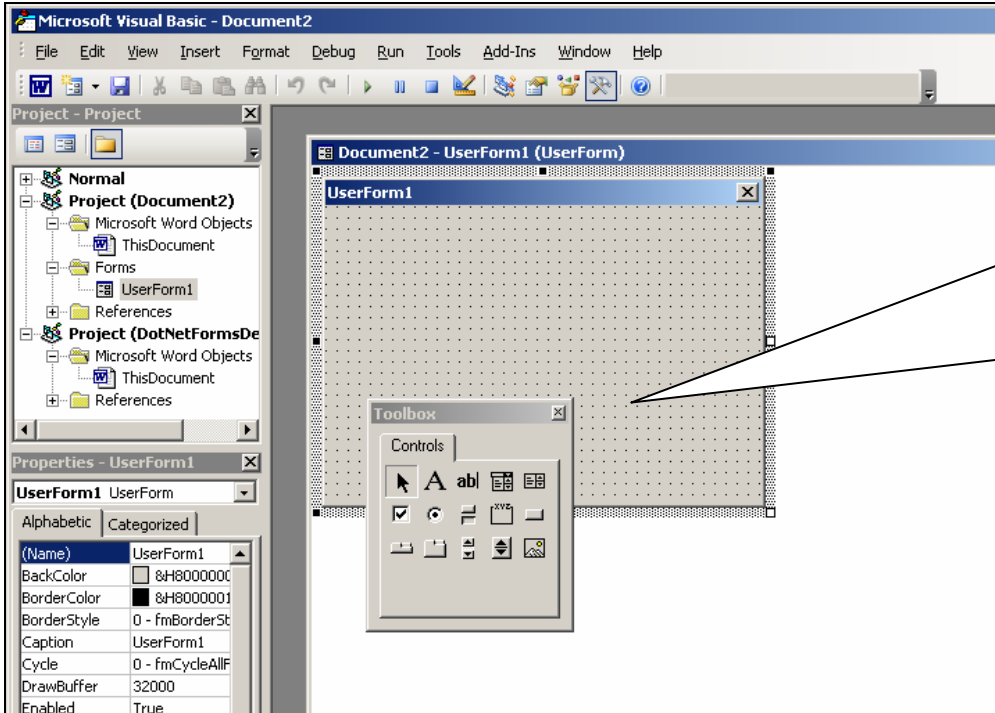 Microsoft Visual Basic - Document2
File Edit View Insert Format Debug Run Tools Add-Ins Window Help
Project - Project
Normal
Project (Document2)
Microsoft Word Objects
ThisDocument
Forms
UserForm1
References
Project (DotNetFormsDe
Microsoft Word Objects
ThisDocument
References
Properties - UserForm1
UserForm1 UserForm
Alphabetic Categorized
(Name) UserForm1
BackColor &H8000000
BorderColor &H8000001
BorderStyle 0 - fmBorderSt
Caption UserForm1
Cycle 0 - fmCycleAllF
DrawBuffer 32000
Enabled True
Document2 - UserForm1 (UserForm)
UserForm1
Toolbox
Controls
A ab|
XYZ